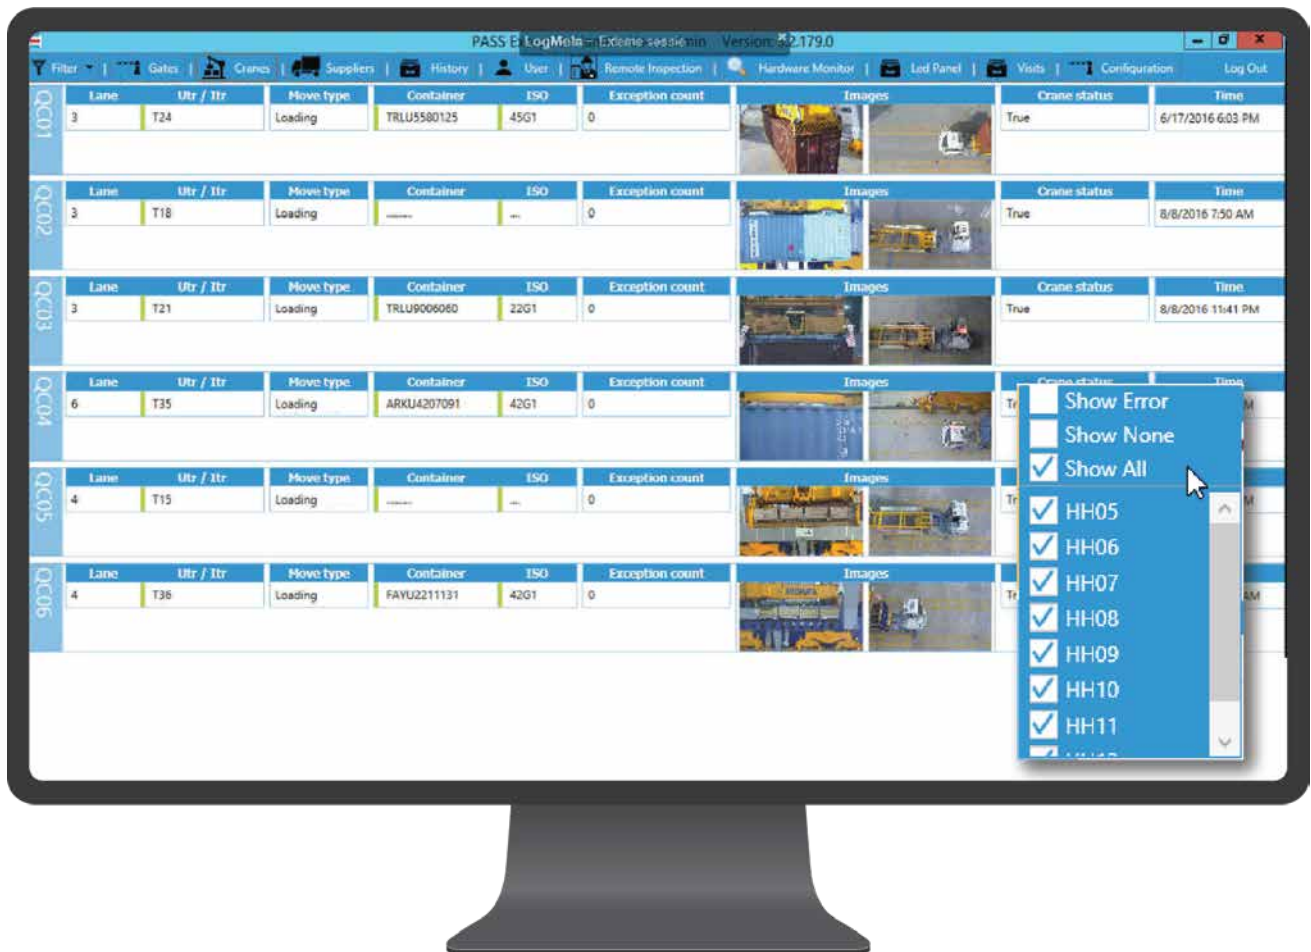 Version: 3.2.179.0
Filter | Gates | Cranes | Suppliers | History | User | Remote Inspection | Hardware Monitor | Led Panel | Visits | Configuration Log Out
QC01
Lane Utr / Itr Move type Container ISO Exception count Images Crane status Time
3 T24 Loading TRLU5580125 45G1 0 True 6/17/2016 6:03 PM
QC02
Lane Utr / Itr Move type Container ISO Exception count Images Crane status Time
3 T18 Loading 0 True 8/8/2016 7:50 AM
QC03
Lane Utr / Itr Move type Container ISO Exception count Images Crane status Time
3 T21 Loading TRLU9006060 22G1 0 True 8/8/2016 11:41 PM
QC04
Lane Utr / Itr Move type Container ISO Exception count Images Crane status Time
6 T35 Loading ARKU4207091 42G1 0
QC05
Lane Utr / Itr Move type Container ISO Exception count Images
4 T15 Loading 0
QC06
Lane Utr / Itr Move type Container ISO Exception count Images
4 T36 Loading FAYU2211131 42G1 0
Show Error
Show None
Show All
HH05
HH06
HH07
HH08
HH09
HH10
HH11